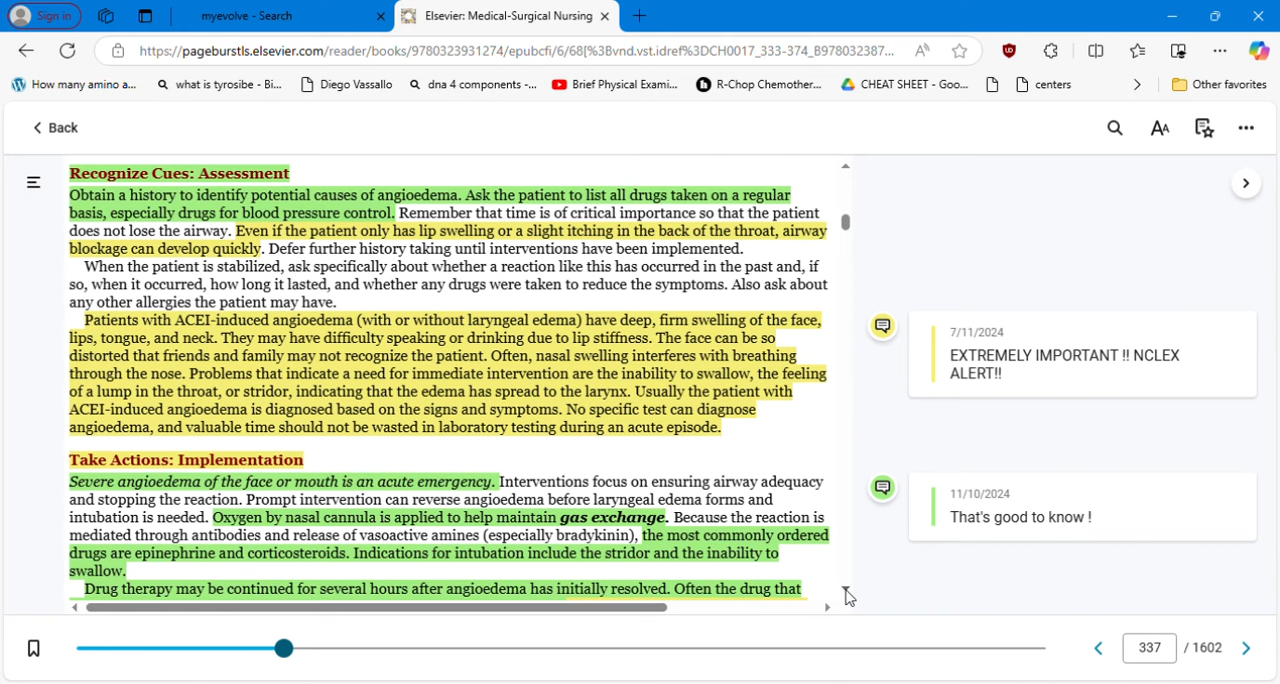 Sign in
myevolve - Search
Elsevier: Medical-Surgical Nursing
https://pageburstls.elsevier.com/reader/books/9780323931274/epubcfi/6/68[%3Bvnd.vst.idref%3DCH0017_333-374_B978032387...
How many amino a...
what is tyrosibe - Bi...
Diego Vassallo
dna 4 components -...
Brief Physical Exami...
R-Chop Chemother...
CHEAT SHEET - Goo...
centers
Other favorites
Back
Recognize Cues: Assessment
Obtain a history to identify potential causes of angioedema. Ask the patient to list all drugs taken on a regular
basis, especially drugs for blood pressure control. Remember that time is of critical importance so that the patient
does not lose the airway. Even if the patient only has lip swelling or a slight itching in the back of the throat, airway
blockage can develop quickly. Defer further history taking until interventions have been implemented.
When the patient is stabilized, ask specifically about whether a reaction like this has occurred in the past and, if
so, when it occurred, how long it lasted, and whether any drugs were taken to reduce the symptoms. Also ask about
any other allergies the patient may have.
Patients with ACEI-induced angioedema (with or without laryngeal edema) have deep, firm swelling of the face,
lips, tongue, and neck. They may have difficulty speaking or drinking due to lip stiffness. The face can be so
distorted that friends and family may not recognize the patient. Often, nasal swelling interferes with breathing
through the nose. Problems that indicate a need for immediate intervention are the inability to swallow, the feeling
of a lump in the throat, or stridor, indicating that the edema has spread to the larynx. Usually the patient with
ACEI-induced angioedema is diagnosed based on the signs and symptoms. No specific test can diagnose
angioedema, and valuable time should not be wasted in laboratory testing during an acute episode.
Take Actions: Implementation
Severe angioedema of the face or mouth is an acute emergency. Interventions focus on ensuring airway adequacy
and stopping the reaction. Prompt intervention can reverse angioedema before laryngeal edema forms and
intubation is needed. Oxygen by nasal cannula is applied to help maintain gas exchange. Because the reaction is
mediated through antibodies and release of vasoactive amines (especially bradykinin), the most commonly ordered
drugs are epinephrine and corticosteroids. Indications for intubation include the stridor and the inability to
swallow.
Drug therapy may be continued for several hours after angioedema has initially resolved. Often the drug that
7/11/2024
EXTREMELY IMPORTANT !! NCLEX
ALERT!!
11/10/2024
That's good to know !
337 / 1602